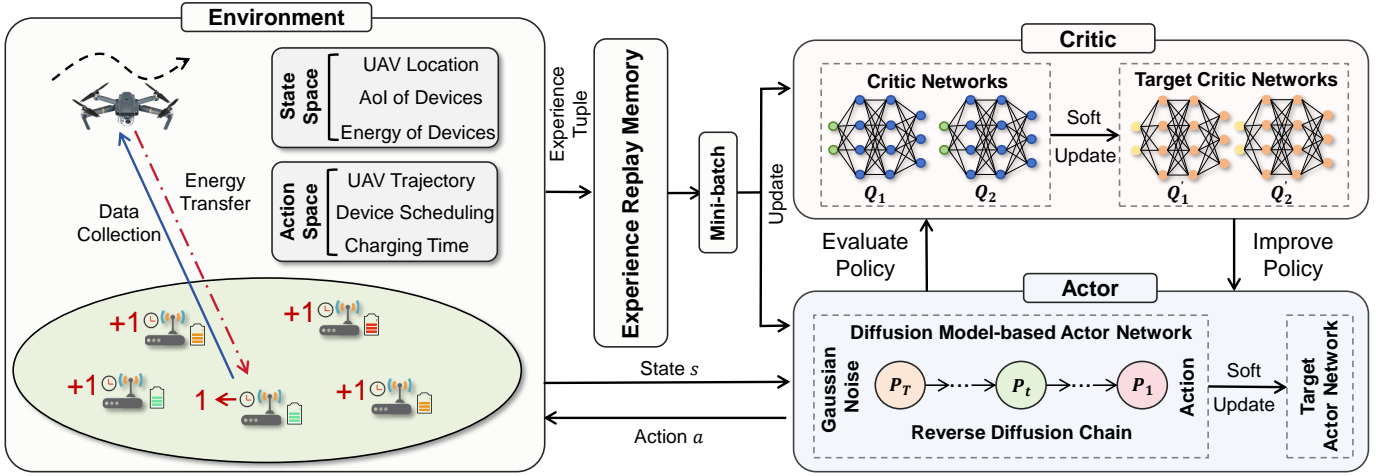 Environment
State
Space
UAV Location
AoI of Devices
Energy of Devices
Action
Space
UAV Trajectory
Device Scheduling
Charging Time
Energy
Transfer
Data
Collection
+1
+1
+1
1
+1
Experience
Tuple
Experience Replay Memory
Mini-batch
Update
State s
Action a
Critic
Critic Networks
Q1
Q2
Soft
Update
Target Critic Networks
Q'1
Q'2
Evaluate
Policy
Improve
Policy
Actor
Diffusion Model-based Actor Network
Gaussian
Noise
PT
Pt
P1
Action
Reverse Diffusion Chain
Soft
Update
Target
Actor Network